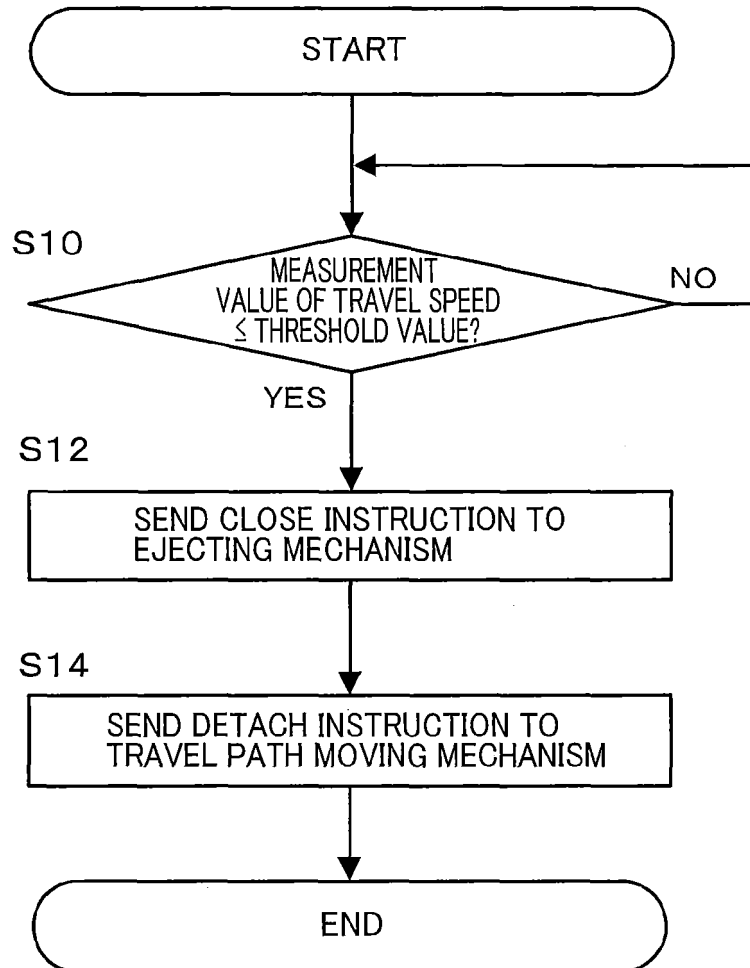 START
S10
MEASUREMENT
VALUE OF TRAVEL SPEED
≦ THRESHOLD VALUE?
NO
YES
S12
SEND CLOSE INSTRUCTION TO
EJECTING MECHANISM
S14
SEND DETACH INSTRUCTION TO
TRAVEL PATH MOVING MECHANISM
END